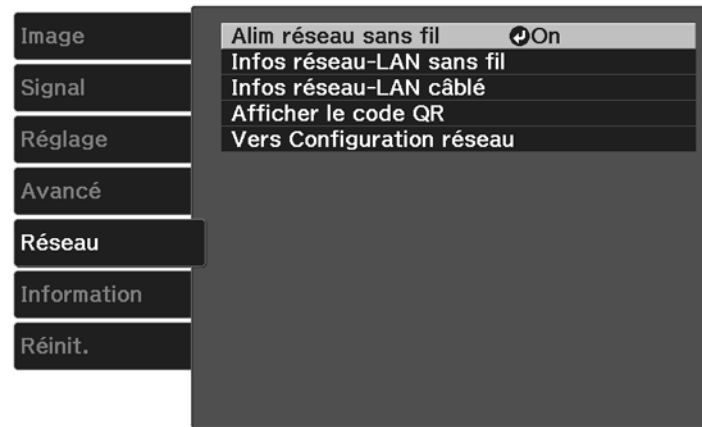 Image
Signal
Réglage
Avancé
Réseau
Information
Réinit.
Alim réseau sans fil On
Infos réseau-LAN sans fil
Infos réseau-LAN câblé
Afficher le code QR
Vers Configuration réseau